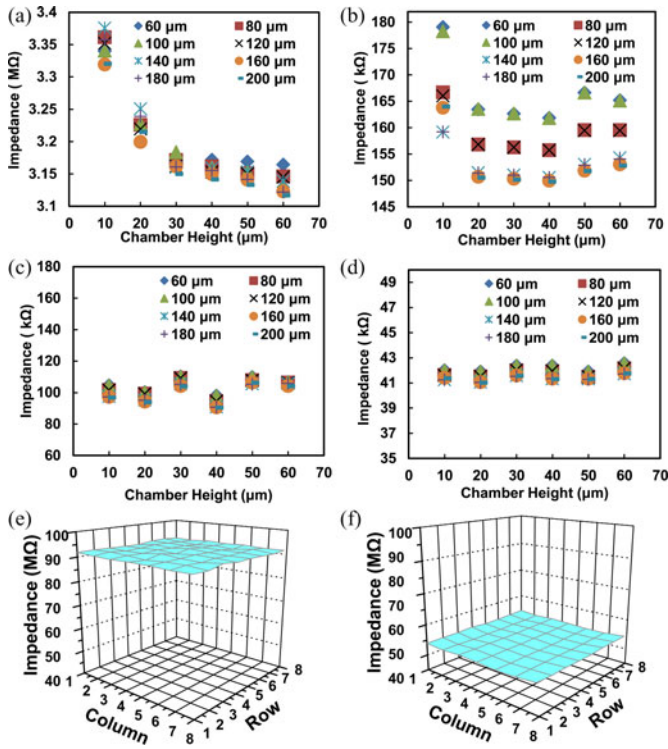 (a)
Impedance ( MΩ)
3.4
3.35
3.3
3.25
3.2
3.15
3.1
0 10 20 30 40 50 60 70
Chamber Height (µm)
60 µm 80 µm
100 µm 120 µm
140 µm 160 µm
180 µm 200 µm
(b)
Impedance ( kΩ)
180
175
170
165
160
155
150
145
0 10 20 30 40 50 60 70
Chamber Height (µm)
60 µm 80 µm
100 µm 120 µm
140 µm 160 µm
180 µm 200 µm
(c)
Impedance ( kΩ)
180
160
140
120
100
80
60
0 10 20 30 40 50 60 70
Chamber Height (µm)
60 µm 80 µm
100 µm 120 µm
140 µm 160 µm
180 µm 200 µm
(d)
Impedance ( kΩ)
49
47
45
43
41
39
37
35
0 10 20 30 40 50 60 70
Chamber Height (µm)
60 µm 80 µm
100 µm 120 µm
140 µm 160 µm
180 µm 200 µm
(e)
Impedance (MΩ)
100
90
80
70
60
50
40
1 2 3 4 5 6 7 8
Column
1 2 3 4 5 6 7 8
Row
(f)
Impedance (MΩ)
100
90
80
70
60
50
40
1 2 3 4 5 6 7 8
Column
1 2 3 4 5 6 7 8
Row